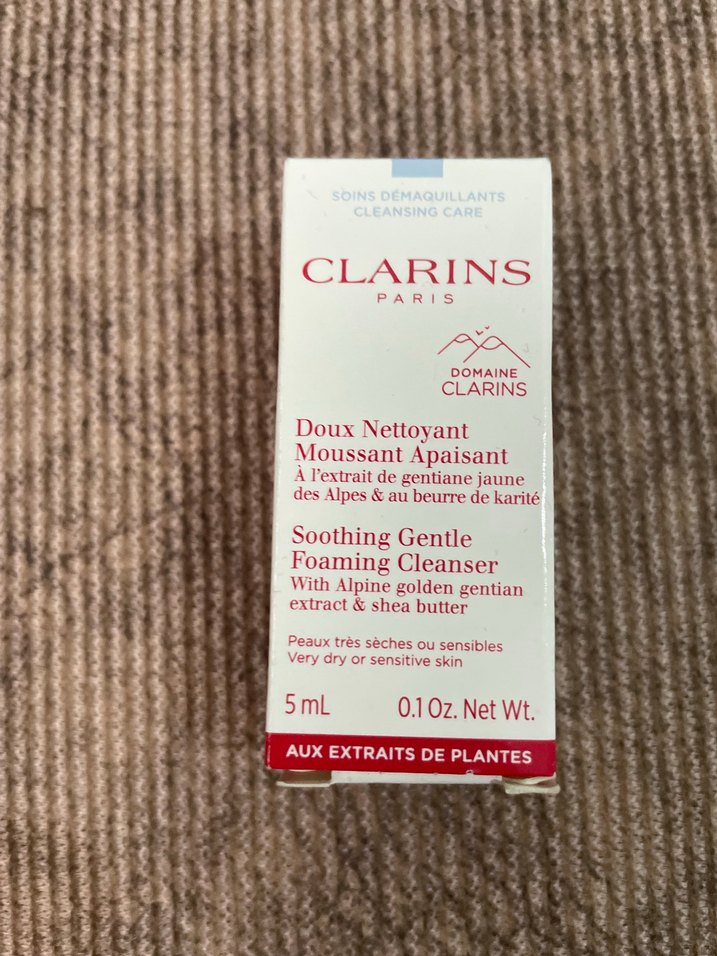 SOINS DÉMAQUILLANTS
CLEANSING CARE
CLARINS
PARIS
DOMAINE
CLARINS
Doux Nettoyant
Moussant Apaisant
À l'extrait de gentiane jaune
des Alpes & au beurre de karité
Soothing Gentle
Foaming Cleanser
With Alpine golden gentian
extract & shea butter
Peaux très sèches ou sensibles
Very dry or sensitive skin
5 mL 0.1 Oz. Net Wt.
AUX EXTRAITS DE PLANTES